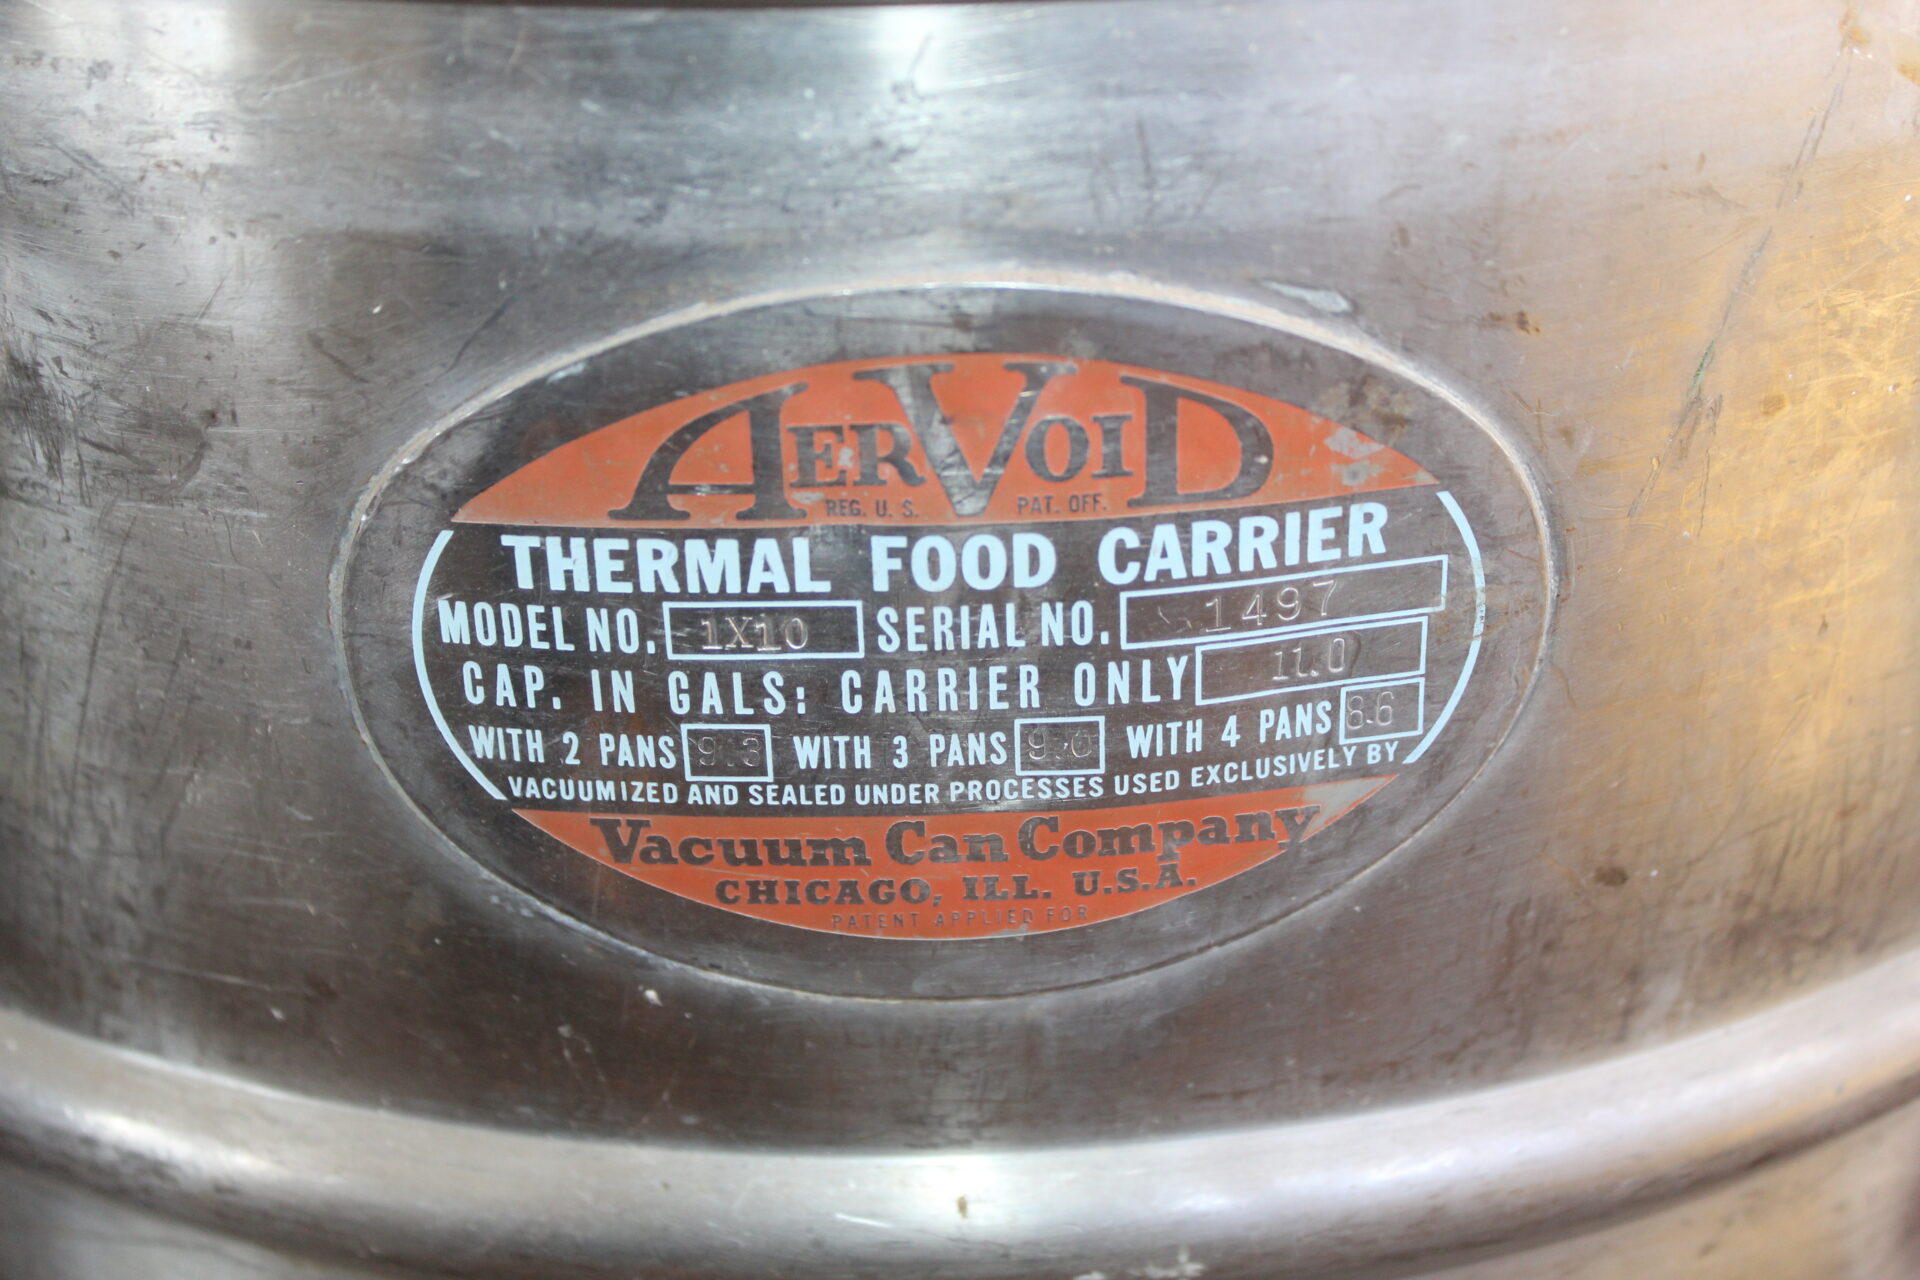 AERVOID
REG. U. S. PAT. OFF.
THERMAL FOOD CARRIER
MODEL NO. 1X10 SERIAL NO. 1497
CAP. IN GALS: CARRIER ONLY 11.0
WITH 2 PANS 9.3 WITH 3 PANS 9.0 WITH 4 PANS 8.6
VACUUMIZED AND SEALED UNDER PROCESSES USED EXCLUSIVELY BY
Vacuum Can Company
CHICAGO, ILL. U.S.A.
PATENT APPLIED FOR